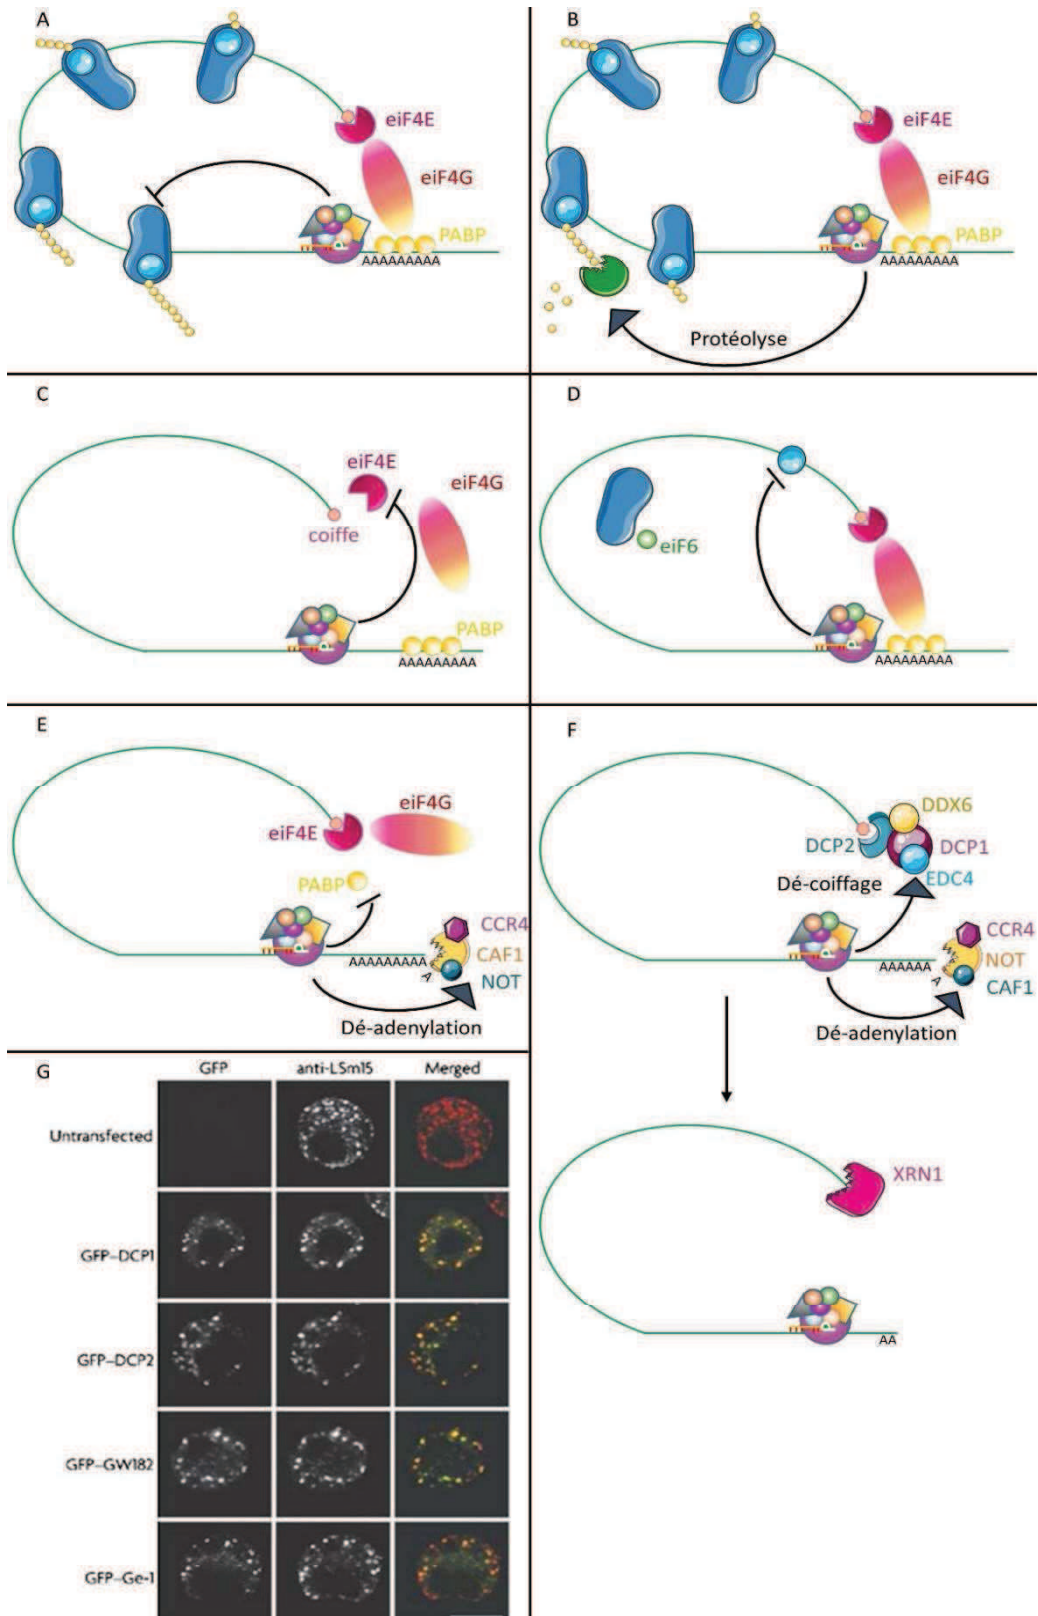 A
eiF4E
eiF4G
PABP
AAAAAAAAA
B
eiF4E
eiF4G
PABP
AAAAAAAAA
Protéolyse
C
eiF4E
eiF4G
coiffe
PABP
AAAAAAAAA
D
eiF6
AAAAAAAAA
E
eiF4G
eiF4E
PABP
CCR4
CAF1
AAAAAAAAA
A
NOT
Dé-adenylation
F
DDX6
DCP2
DCP1
Dé-coiffage
EDC4
CCR4
NOT
AAAAAA
A
CAF1
Dé-adenylation
XRN1
AA
G
GFP anti-LSm15 Merged
Untransfected
GFP–DCP1
GFP–DCP2
GFP–GW182
GFP–Ge-1